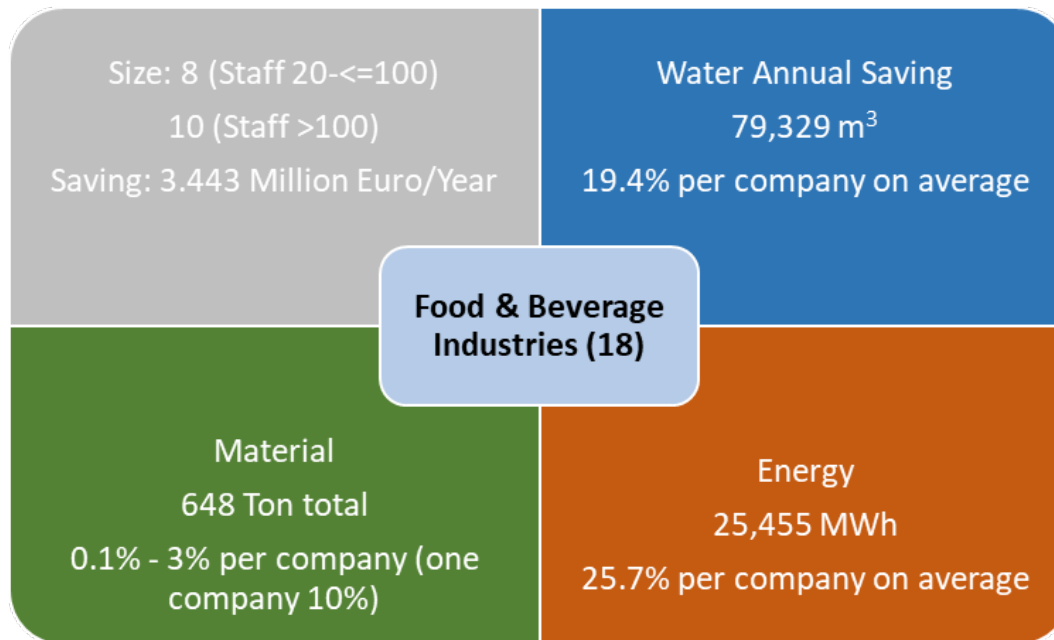 Size: 8 (Staff 20-<=100)
10 (Staff >100)
Saving: 3.443 Million Euro/Year
Water Annual Saving
79,329 m³
19.4% per company on average
Food & Beverage
Industries (18)
Material
648 Ton total
0.1% - 3% per company (one
company 10%)
Energy
25,455 MWh
25.7% per company on average